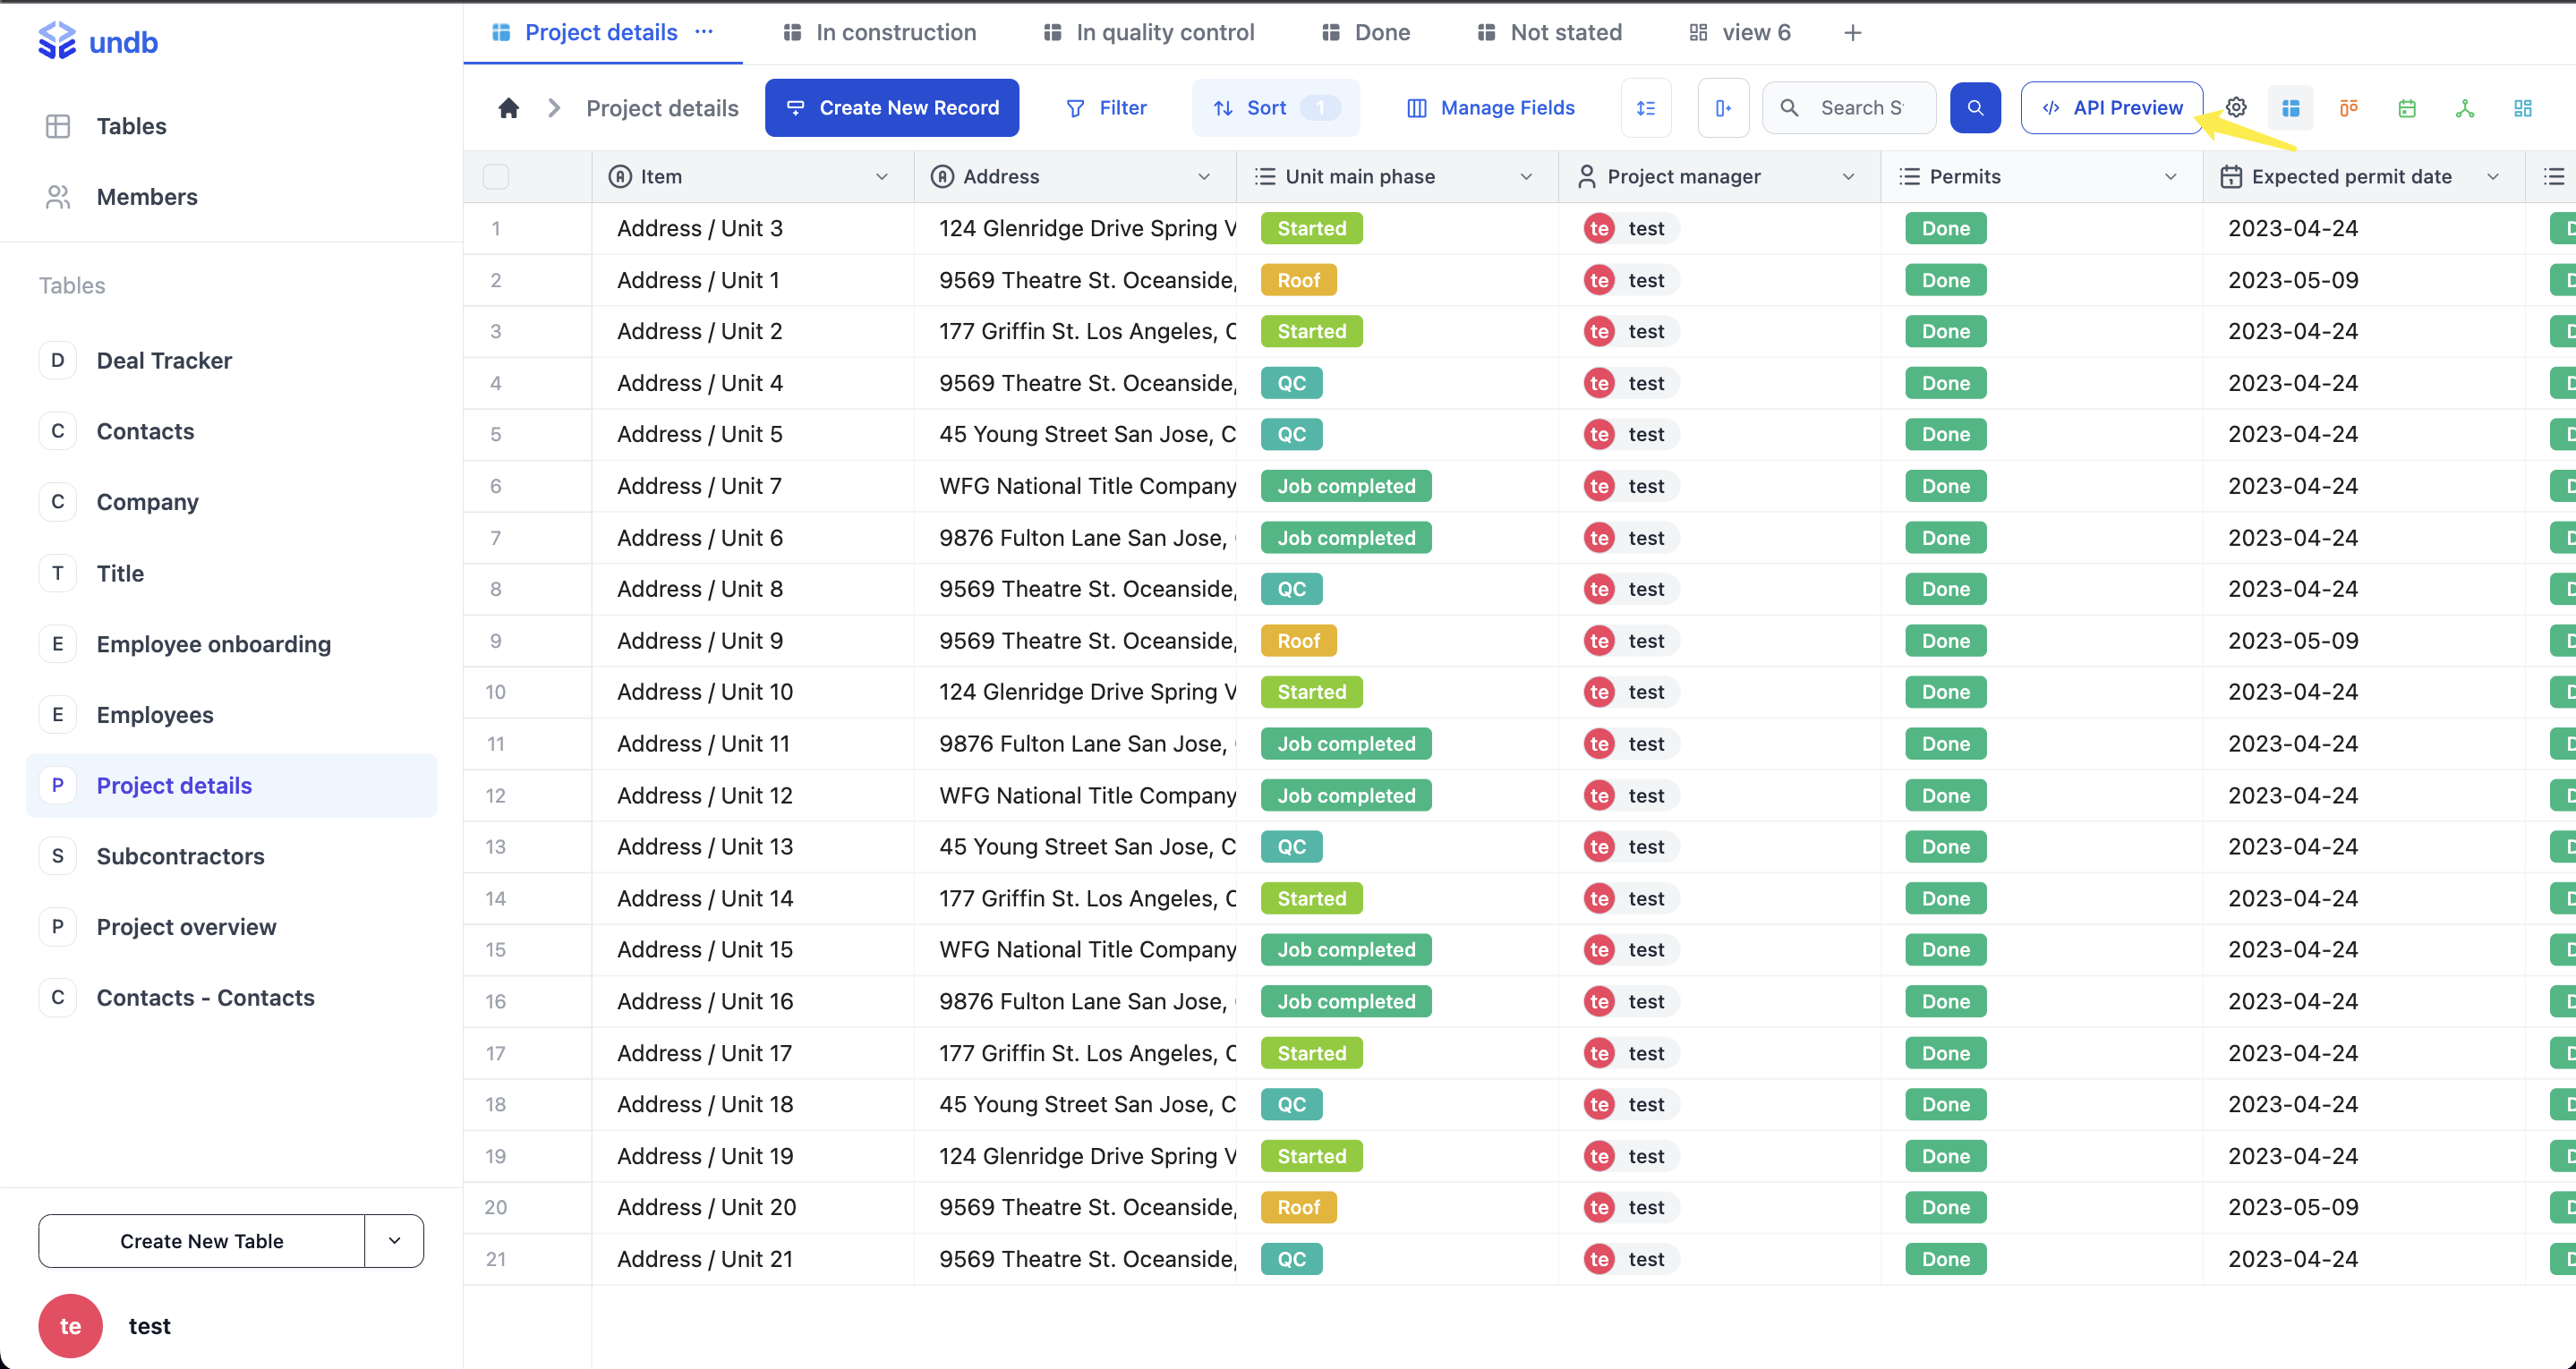 undb
Tables
Members
Tables
D Deal Tracker
C Contacts
C Company
T Title
E Employee onboarding
E Employees
P Project details
S Subcontractors
P Project overview
C Contacts - Contacts
Create New Table
te test
Project details ··· In construction In quality control Done Not stated view 6 +
Project details Create New Record Filter Sort 1 Manage Fields Search S API Preview
Item Address Unit main phase Project manager Permits Expected permit date
1 Address / Unit 3 124 Glenridge Drive Spring V Started te test Done 2023-04-24
2 Address / Unit 1 9569 Theatre St. Oceanside, Roof te test Done 2023-05-09
3 Address / Unit 2 177 Griffin St. Los Angeles, C Started te test Done 2023-04-24
4 Address / Unit 4 9569 Theatre St. Oceanside, QC te test Done 2023-04-24
5 Address / Unit 5 45 Young Street San Jose, C QC te test Done 2023-04-24
6 Address / Unit 7 WFG National Title Company Job completed te test Done 2023-04-24
7 Address / Unit 6 9876 Fulton Lane San Jose, Job completed te test Done 2023-04-24
8 Address / Unit 8 9569 Theatre St. Oceanside, QC te test Done 2023-04-24
9 Address / Unit 9 9569 Theatre St. Oceanside, Roof te test Done 2023-05-09
10 Address / Unit 10 124 Glenridge Drive Spring V Started te test Done 2023-04-24
11 Address / Unit 11 9876 Fulton Lane San Jose, Job completed te test Done 2023-04-24
12 Address / Unit 12 WFG National Title Company Job completed te test Done 2023-04-24
13 Address / Unit 13 45 Young Street San Jose, C QC te test Done 2023-04-24
14 Address / Unit 14 177 Griffin St. Los Angeles, C Started te test Done 2023-04-24
15 Address / Unit 15 WFG National Title Company Job completed te test Done 2023-04-24
16 Address / Unit 16 9876 Fulton Lane San Jose, Job completed te test Done 2023-04-24
17 Address / Unit 17 177 Griffin St. Los Angeles, C Started te test Done 2023-04-24
18 Address / Unit 18 45 Young Street San Jose, C QC te test Done 2023-04-24
19 Address / Unit 19 124 Glenridge Drive Spring V Started te test Done 2023-04-24
20 Address / Unit 20 9569 Theatre St. Oceanside, Roof te test Done 2023-05-09
21 Address / Unit 21 9569 Theatre St. Oceanside, QC te test Done 2023-04-24